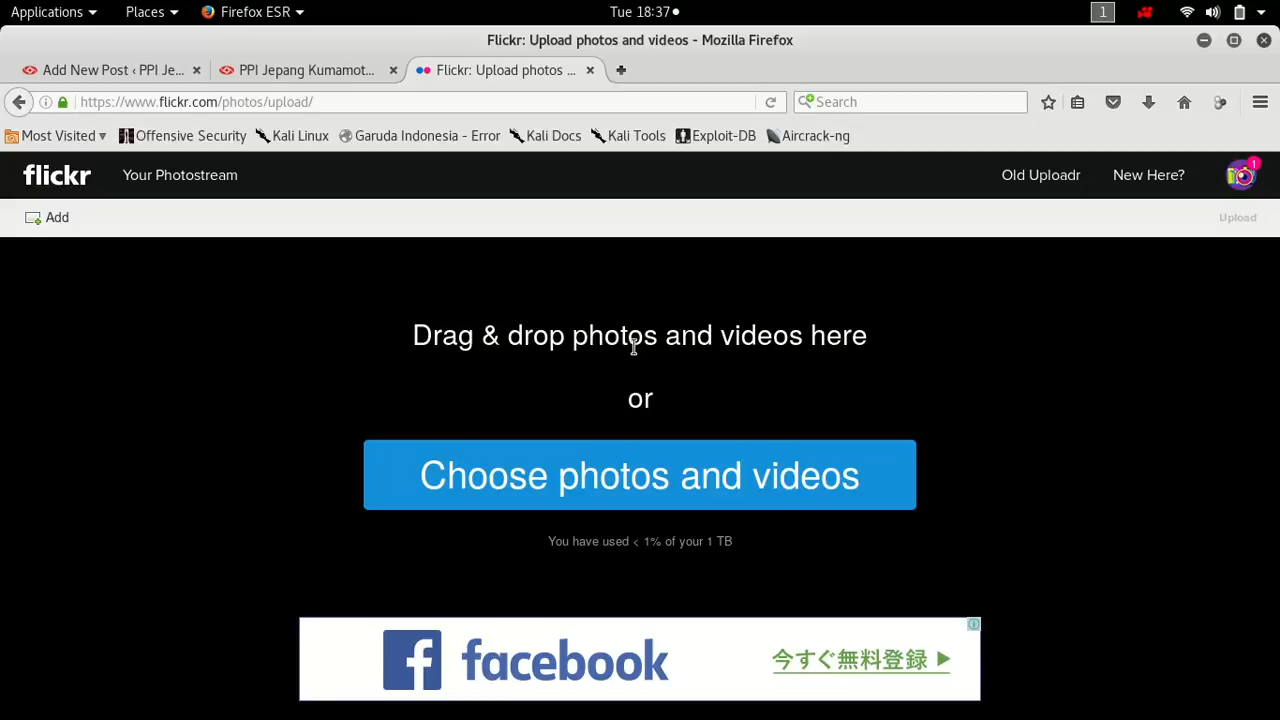 Applications Places Firefox ESR Tue 18:37 1
Flickr: Upload photos and videos - Mozilla Firefox
Add New Post ‹ PPI Je... PPI Jepang Kumamot... Flickr: Upload photos ...
https://www.flickr.com/photos/upload/ Search
Most Visited Offensive Security Kali Linux Garuda Indonesia - Error Kali Docs Kali Tools Exploit-DB Aircrack-ng
flickr Your Photostream Old Uploadr New Here? 1
Add Upload
Drag & drop photos and videos here
or
Choose photos and videos
You have used < 1% of your 1 TB
facebook 今すぐ無料登録